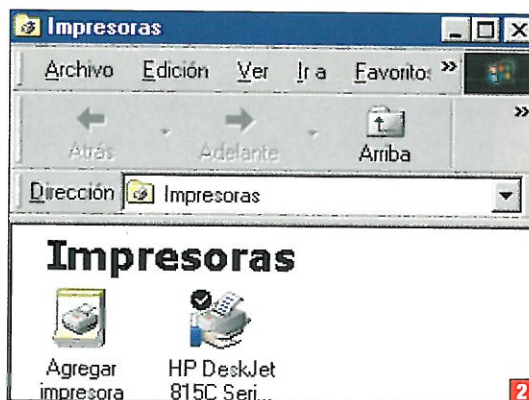 Impresoras
Archivo Edición Ver Ir a Favoritos »
Atrás Adelante Arriba »
Dirección Impresoras
Impresoras
Agregar impresora
HP DeskJet 815C Seri...
2